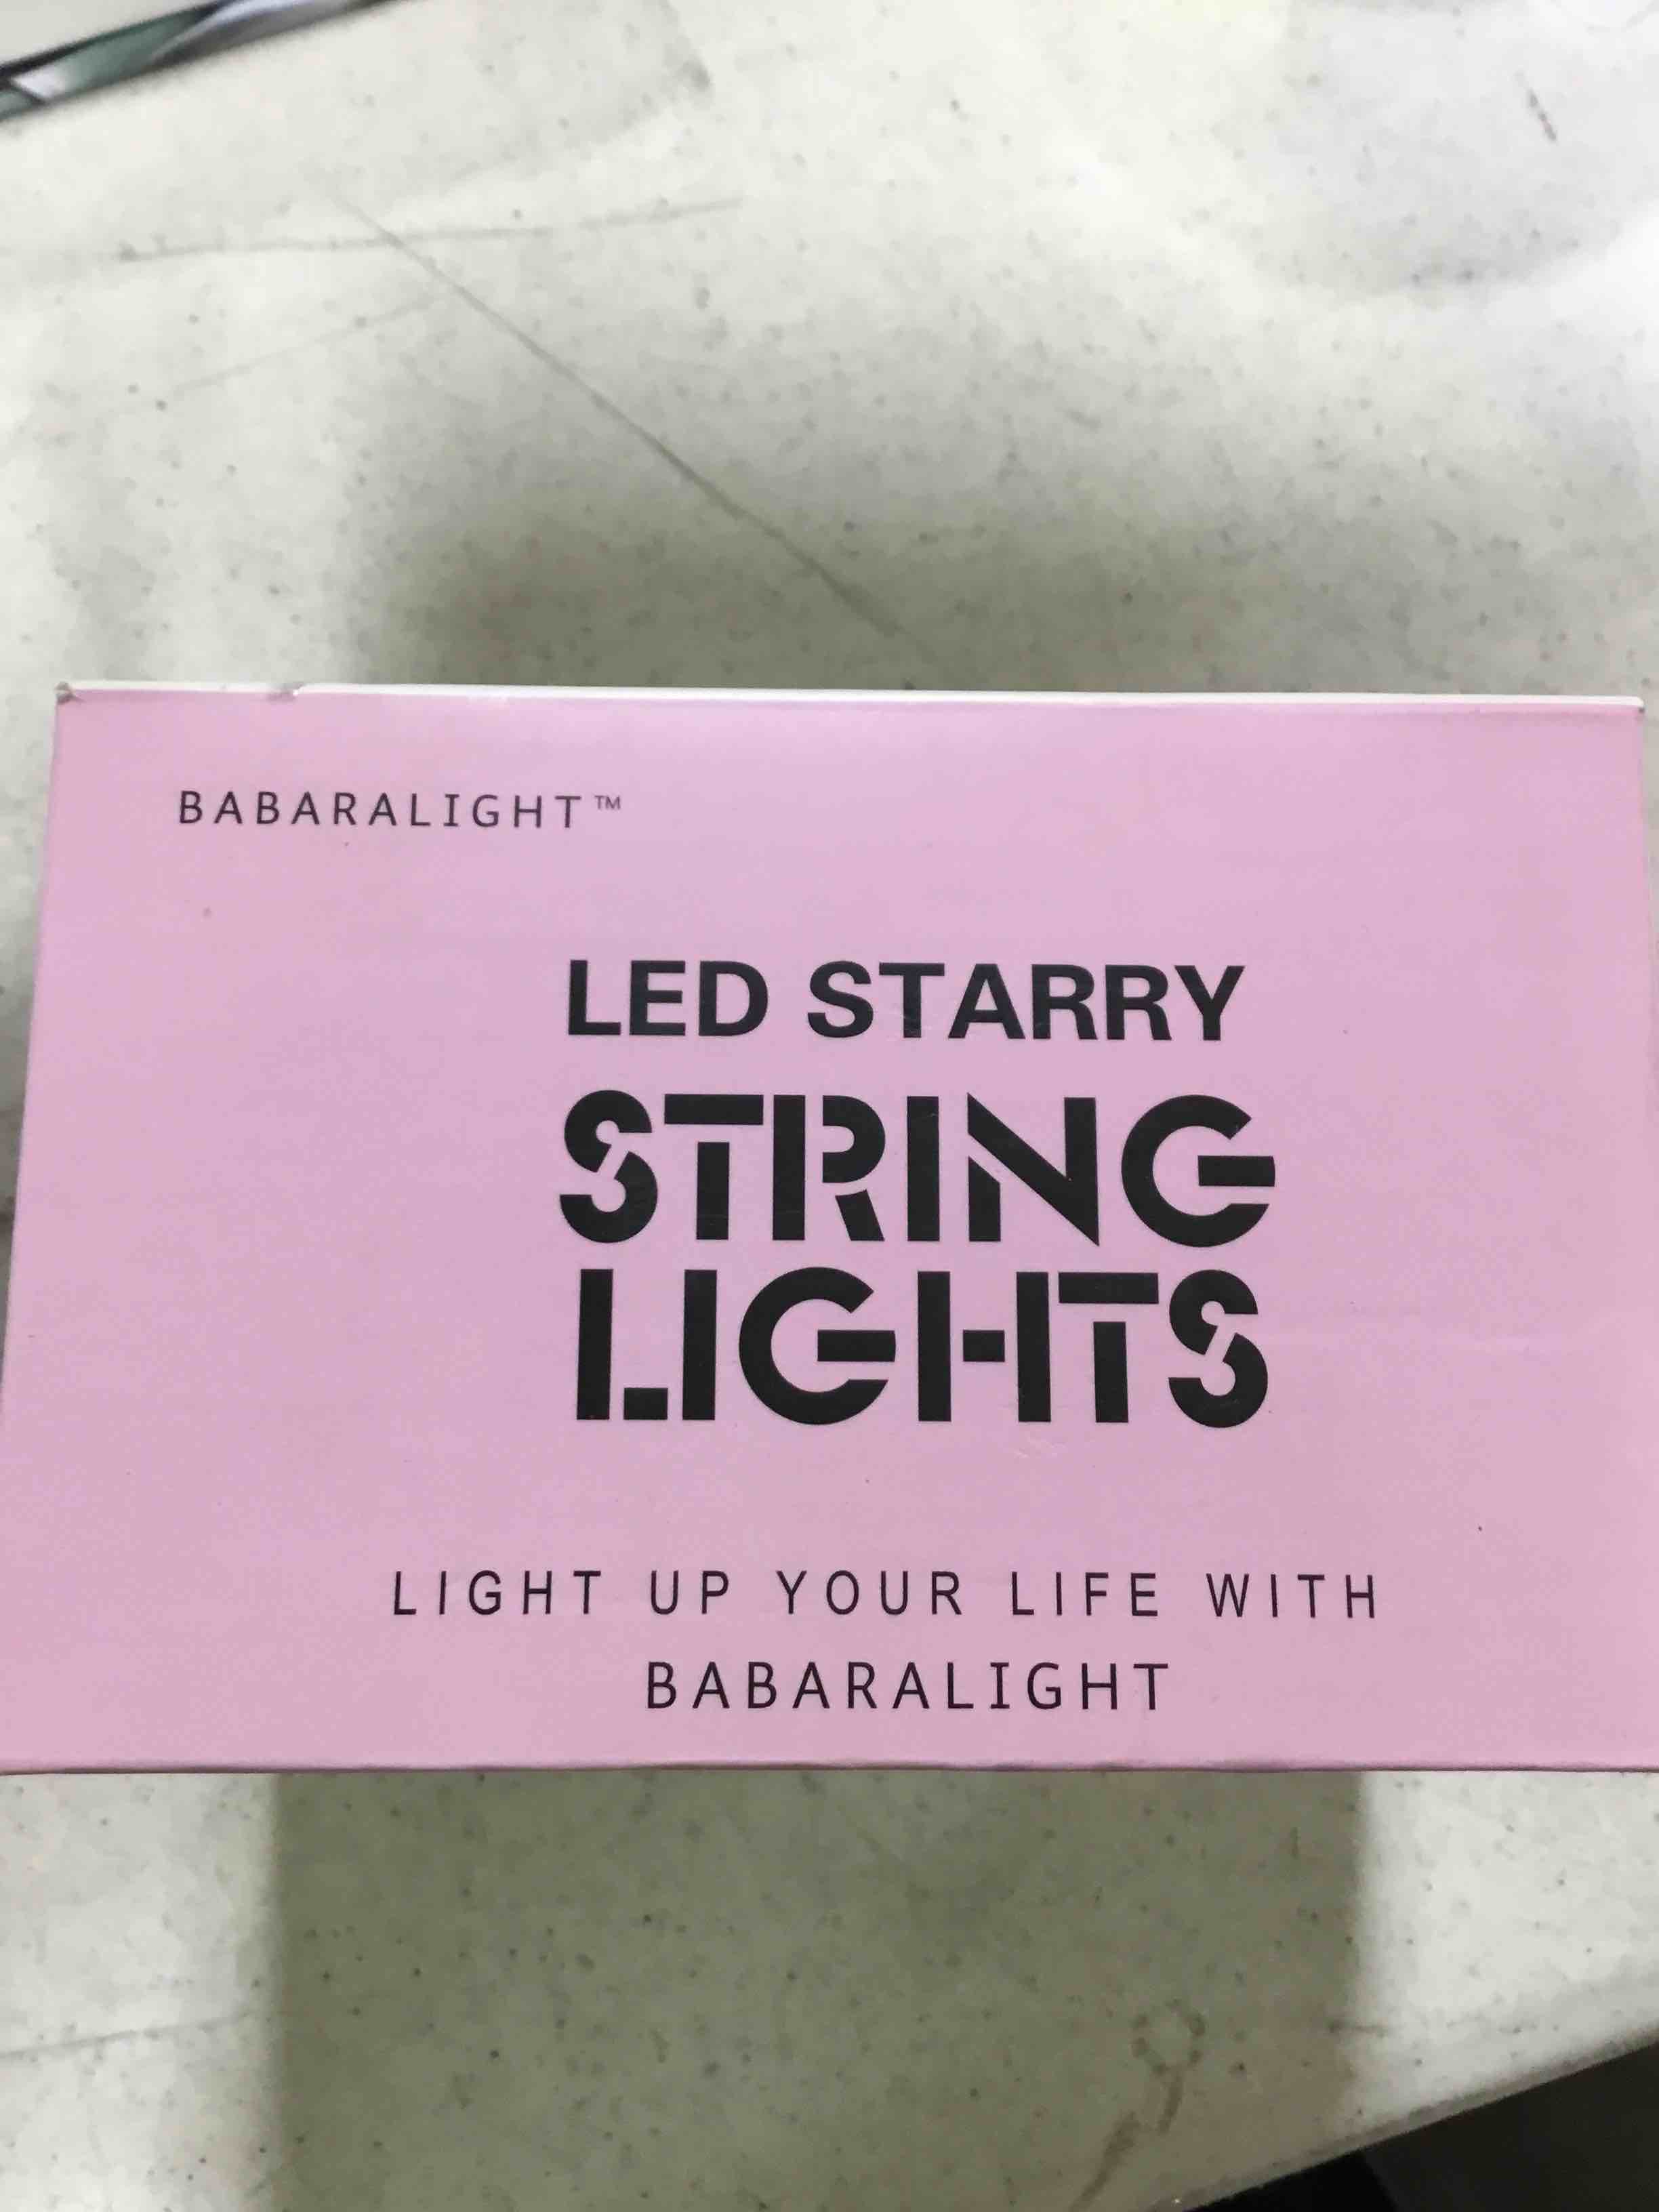 BABARALIGHT™
LED STARRY
STRING
LIGHTS
LIGHT UP YOUR LIFE WITH
BABARALIGHT